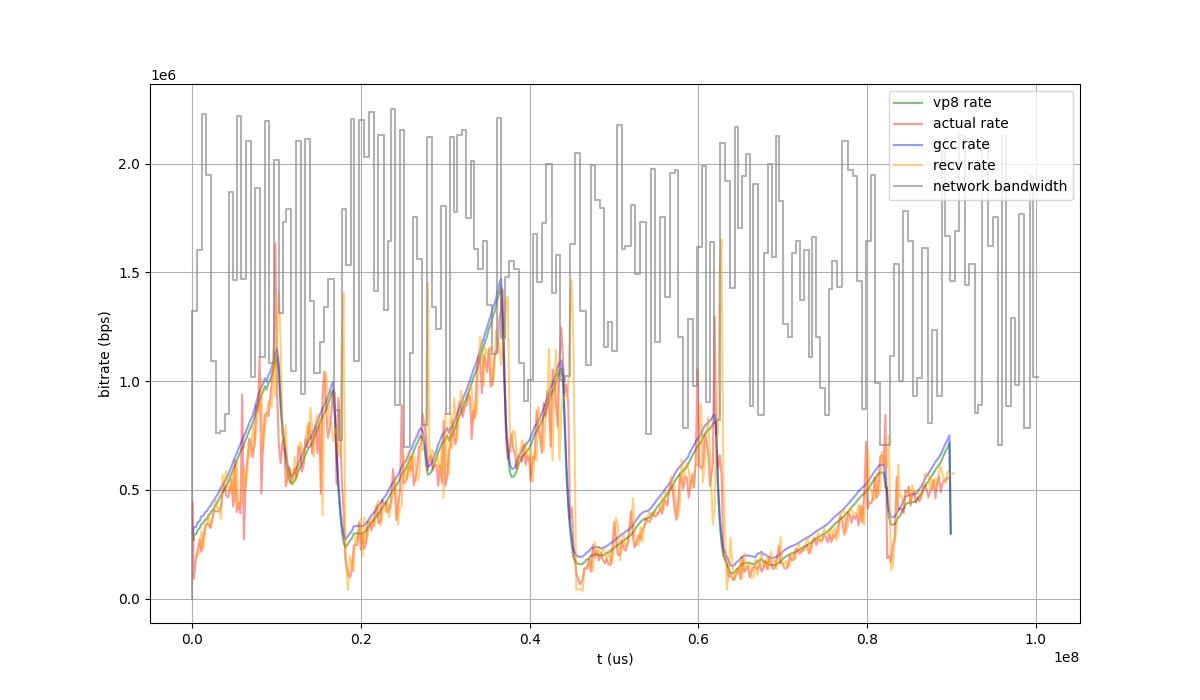 1e6
vp8 rate
actual rate
gcc rate
recv rate
network bandwidth
2.0
1.5
1.0
0.5
0.0
bitrate (bps)
0.0 0.2 0.4 0.6 0.8 1.0
t (us)
1e8